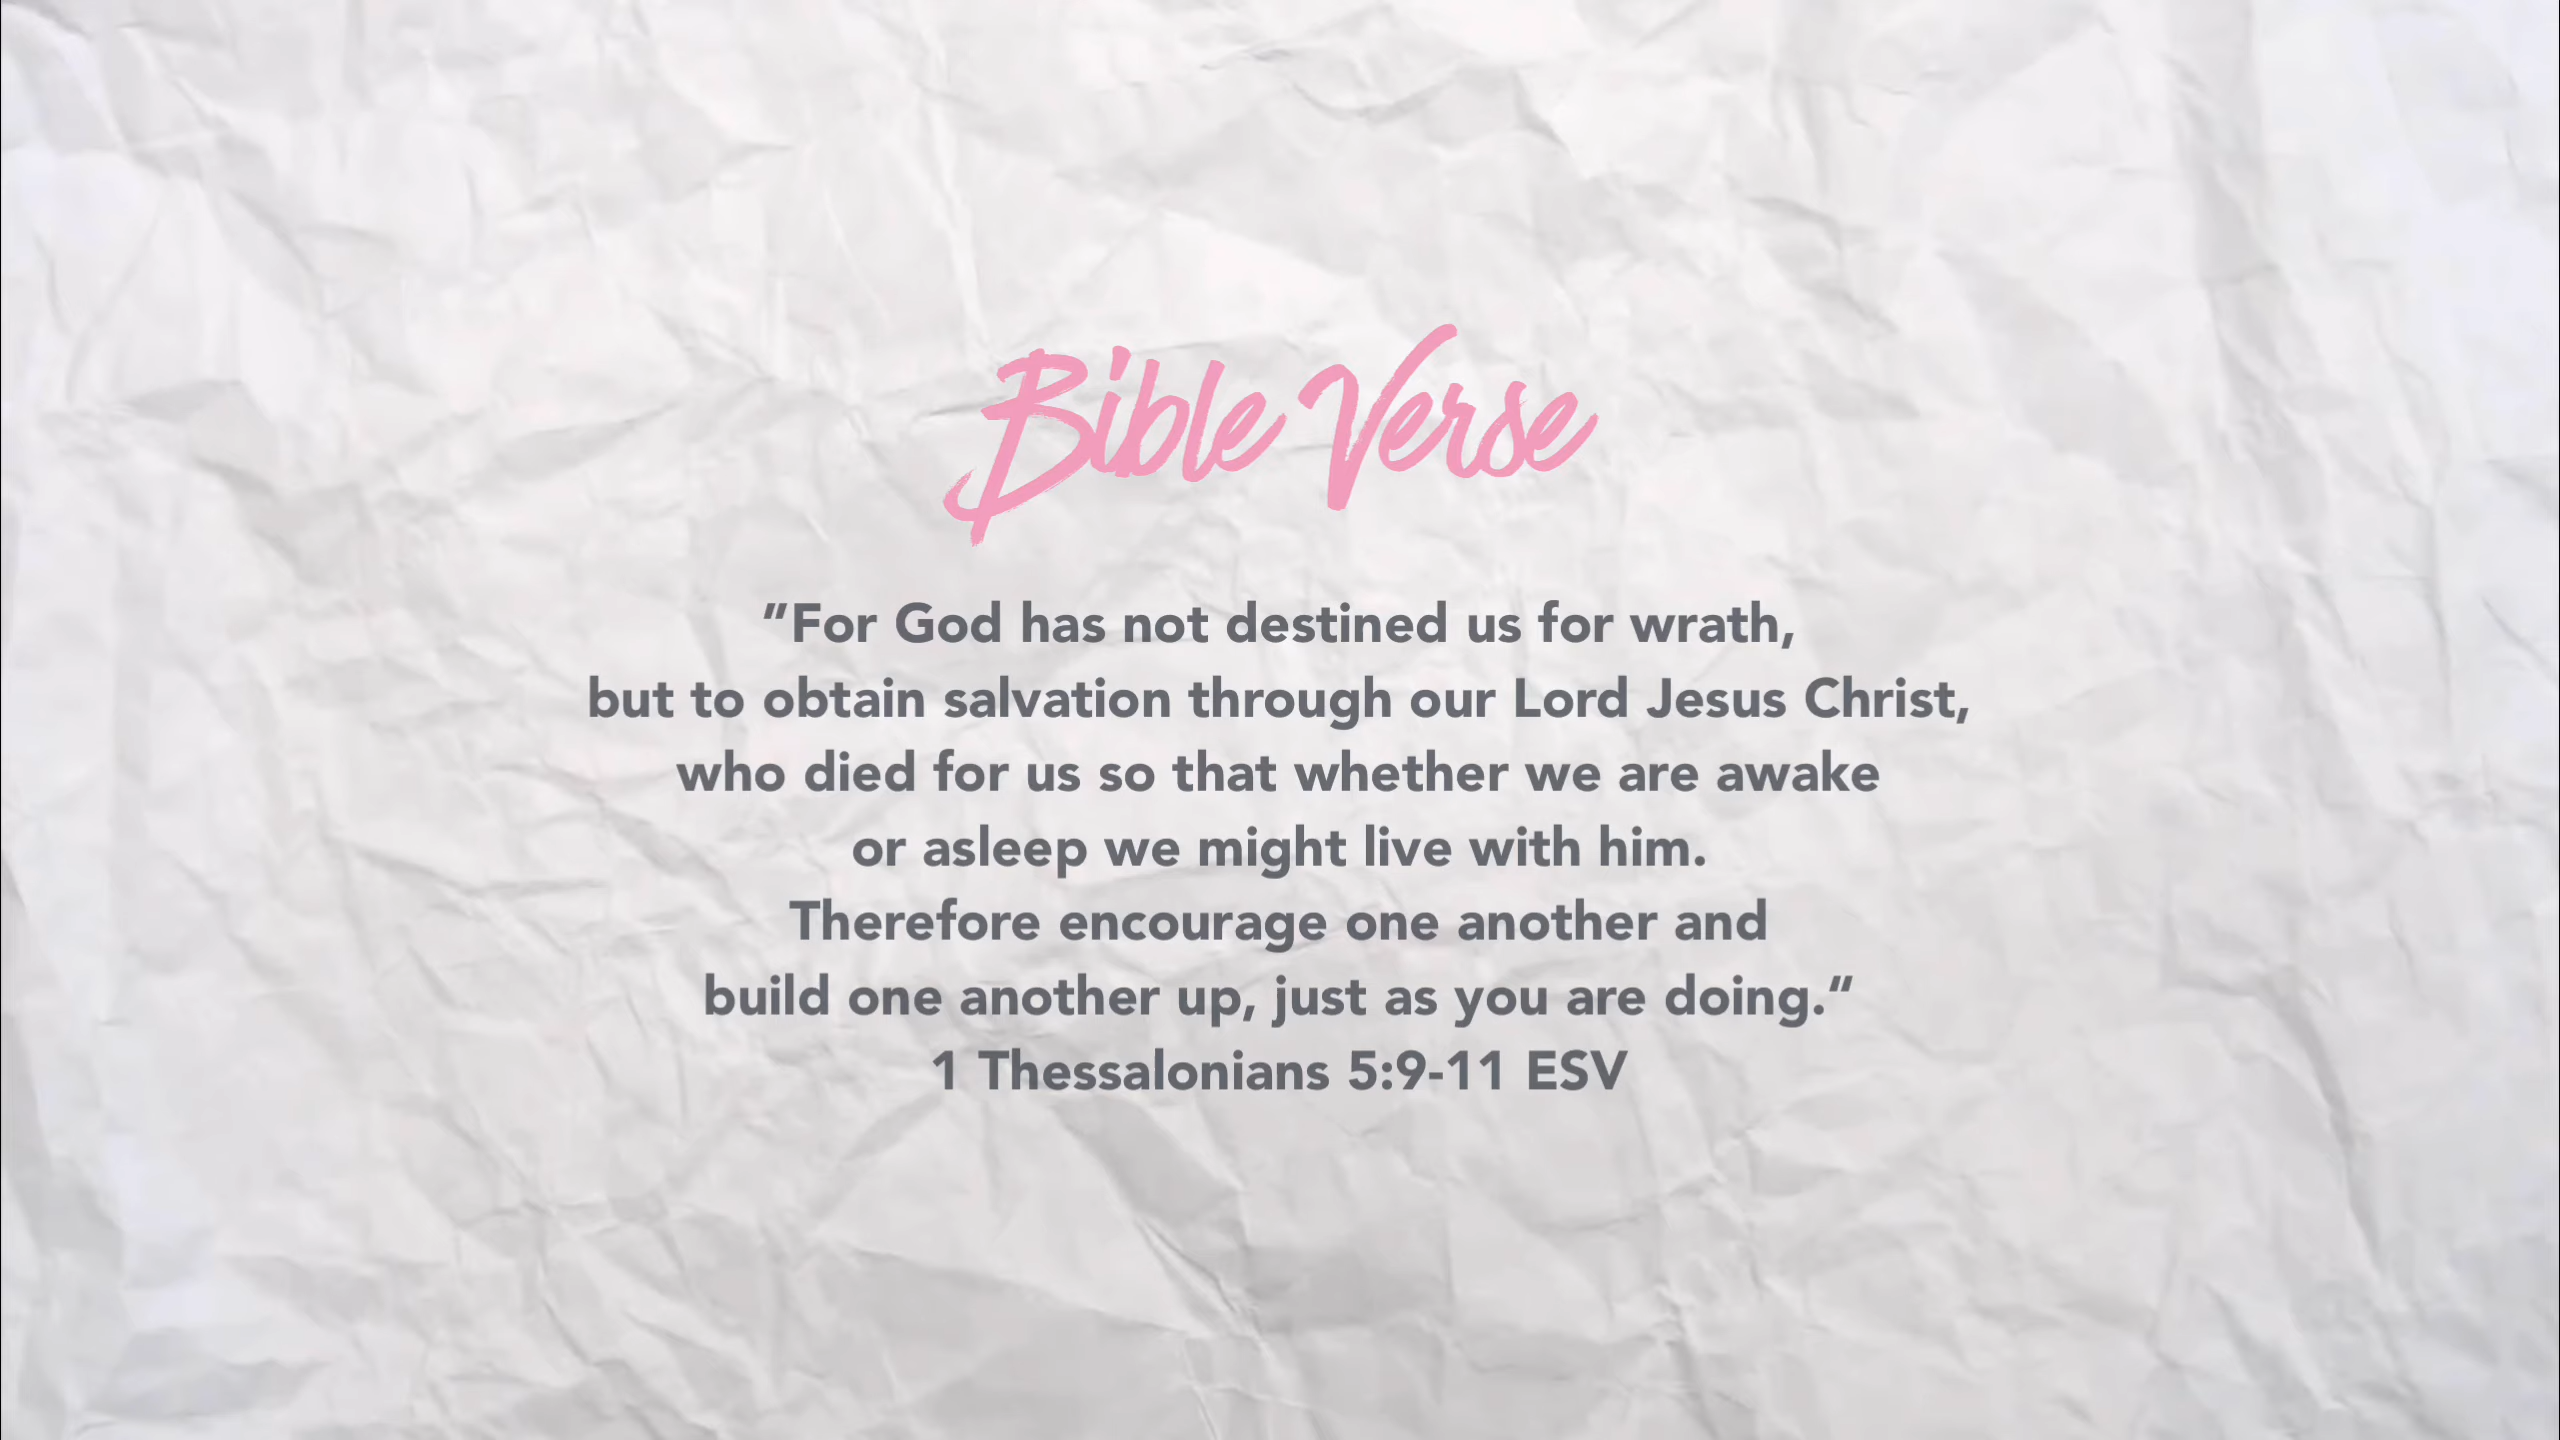 Bible Verse
"For God has not destined us for wrath,
but to obtain salvation through our Lord Jesus Christ,
who died for us so that whether we are awake
or asleep we might live with him.
Therefore encourage one another and
build one another up, just as you are doing."
1 Thessalonians 5:9-11 ESV